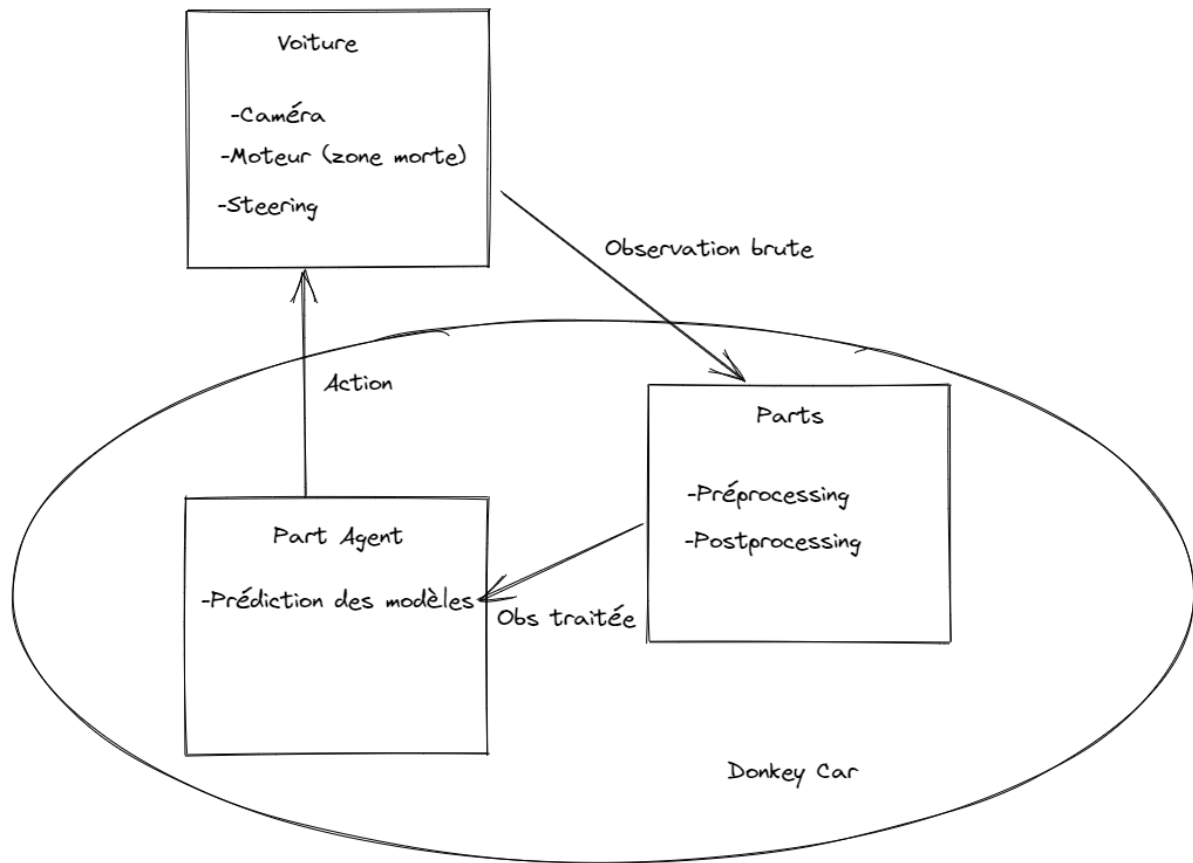 Voiture
-Caméra
-Moteur (zone morte)
-Steering
Observation brute
Action
Parts
-Préprocessing
-Postprocessing
Part Agent
-Prédiction des modèles
Obs traitée
Donkey Car